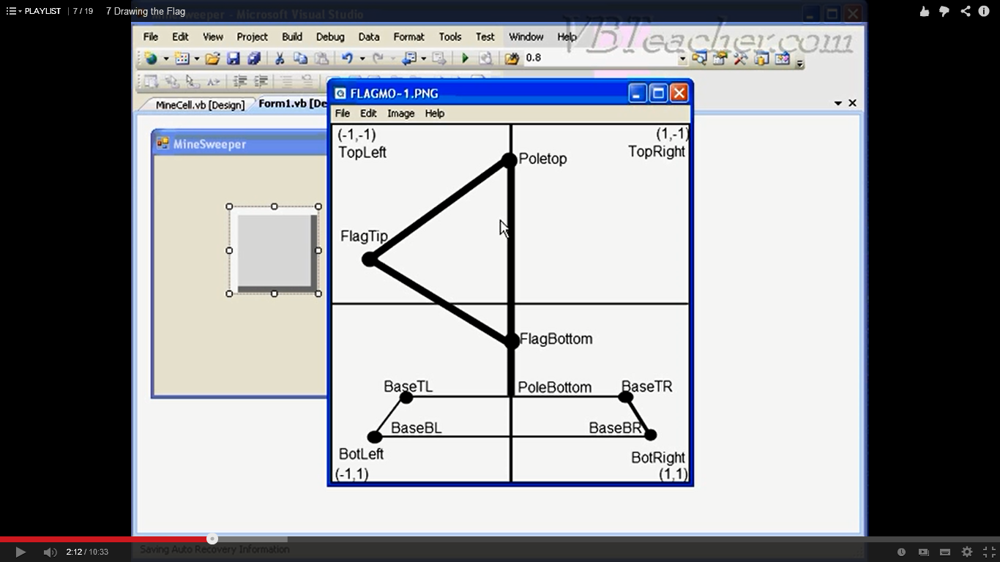 PLAYLIST 7 / 19 7 Drawing the Flag
MineSweeper - Microsoft Visual Studio
VBTeacher.com
File Edit View Project Build Debug Data Format Tools Test Window Help
0.8
MineCell.vb [Design] Form1.vb [De
FLAGMO~1.PNG
File Edit Image Help
MineSweeper
(-1,-1) (1,-1)
TopLeft TopRight
Poletop
FlagTip
FlagBottom
BaseTL PoleBottom BaseTR
BaseBL BaseBR
BotLeft BotRight
(-1,1) (1,1)
Saving Auto Recovery Information
2:12 / 10:33